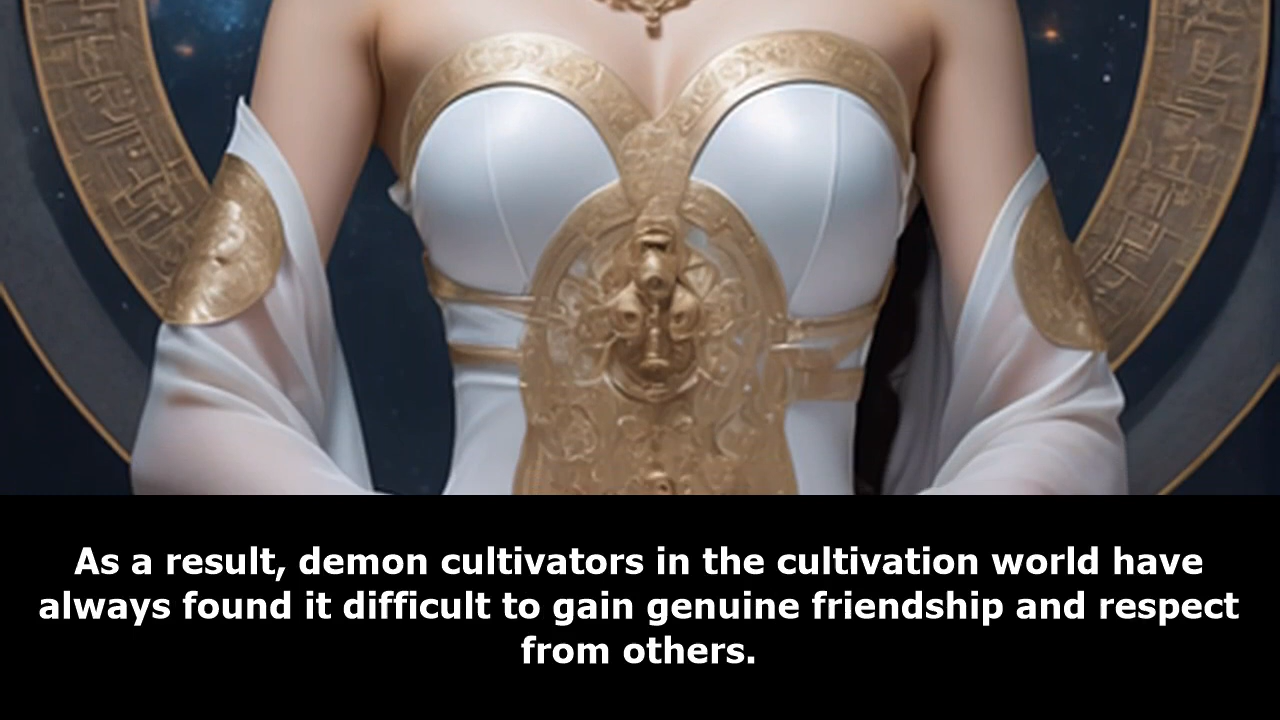 As a result, demon cultivators in the cultivation world have
always found it difficult to gain genuine friendship and respect
from others.